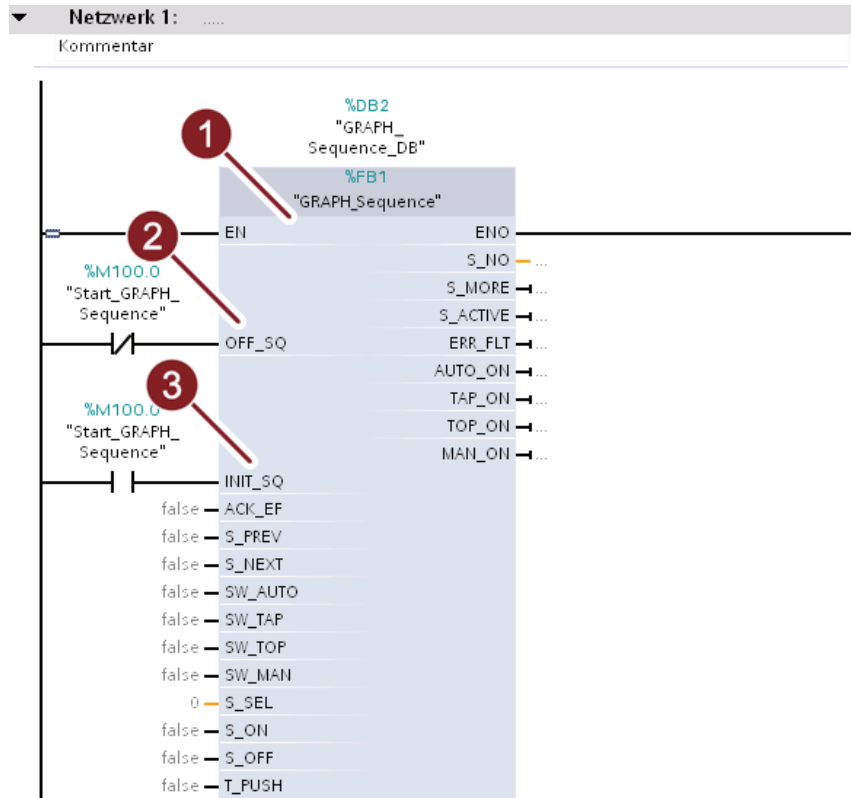 Netzwerk 1: .....
Kommentar
%DB2
"GRAPH_
Sequence_DB"
1
%FB1
"GRAPH_Sequence"
EN ENO
2
S_NO ...
%M100.0
"Start_GRAPH_
Sequence"
S_MORE ...
S_ACTIVE ...
OFF_SQ ERR_FLT ...
AUTO_ON ...
3
TAP_ON ...
%M100.0
"Start_GRAPH_
Sequence"
TOP_ON ...
MAN_ON ...
INIT_SQ
false ACK_EF
false S_PREV
false S_NEXT
false SW_AUTO
false SW_TAP
false SW_TOP
false SW_MAN
0 S_SEL
false S_ON
false S_OFF
false T_PUSH